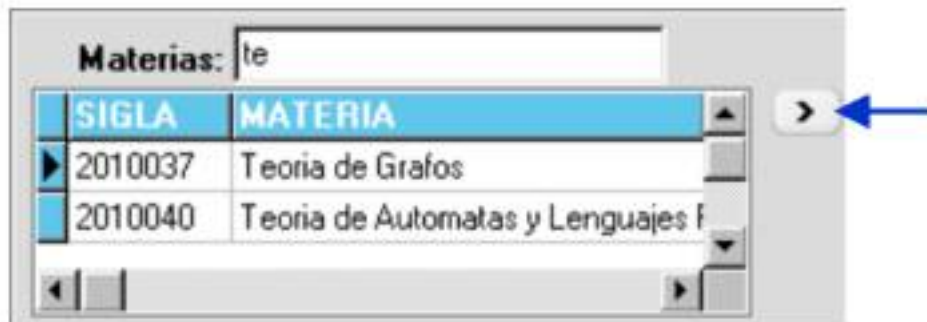 Materias: te
SIGLA MATERIA
2010037 Teoria de Grafos
2010040 Teoria de Automatas y Lenguajes F